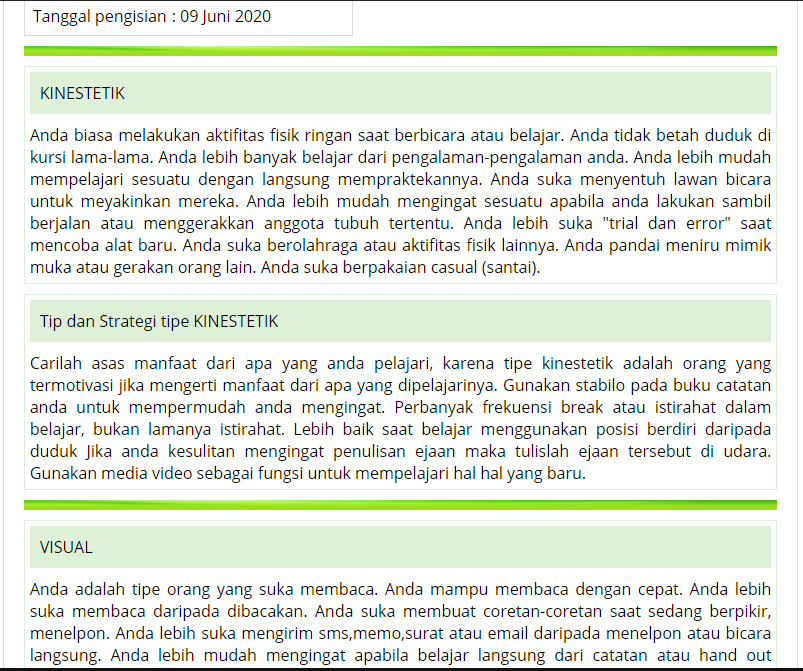 Tanggal pengisian : 09 Juni 2020
KINESTETIK
Anda biasa melakukan aktifitas fisik ringan saat berbicara atau belajar. Anda tidak betah duduk di
kursi lama-lama. Anda lebih banyak belajar dari pengalaman-pengalaman anda. Anda lebih mudah
mempelajari sesuatu dengan langsung mempraktekannya. Anda suka menyentuh lawan bicara
untuk meyakinkan mereka. Anda lebih mudah mengingat sesuatu apabila anda lakukan sambil
berjalan atau menggerakkan anggota tubuh tertentu. Anda lebih suka "trial dan error" saat
mencoba alat baru. Anda suka berolahraga atau aktifitas fisik lainnya. Anda pandai meniru mimik
muka atau gerakan orang lain. Anda suka berpakaian casual (santai).
Tip dan Strategi tipe KINESTETIK
Carilah asas manfaat dari apa yang anda pelajari, karena tipe kinestetik adalah orang yang
termotivasi jika mengerti manfaat dari apa yang dipelajarinya. Gunakan stabilo pada buku catatan
anda untuk mempermudah anda mengingat. Perbanyak frekuensi break atau istirahat dalam
belajar, bukan lamanya istirahat. Lebih baik saat belajar menggunakan posisi berdiri daripada
duduk Jika anda kesulitan mengingat penulisan ejaan maka tulislah ejaan tersebut di udara.
Gunakan media video sebagai fungsi untuk mempelajari hal hal yang baru.
VISUAL
Anda adalah tipe orang yang suka membaca. Anda mampu membaca dengan cepat. Anda lebih
suka membaca daripada dibacakan. Anda suka membuat coretan-coretan saat sedang berpikir,
menelpon. Anda lebih suka mengirim sms,memo,surat atau email daripada menelpon atau bicara
langsung. Anda lebih mudah mengingat apabila belajar langsung dari catatan atau hand out